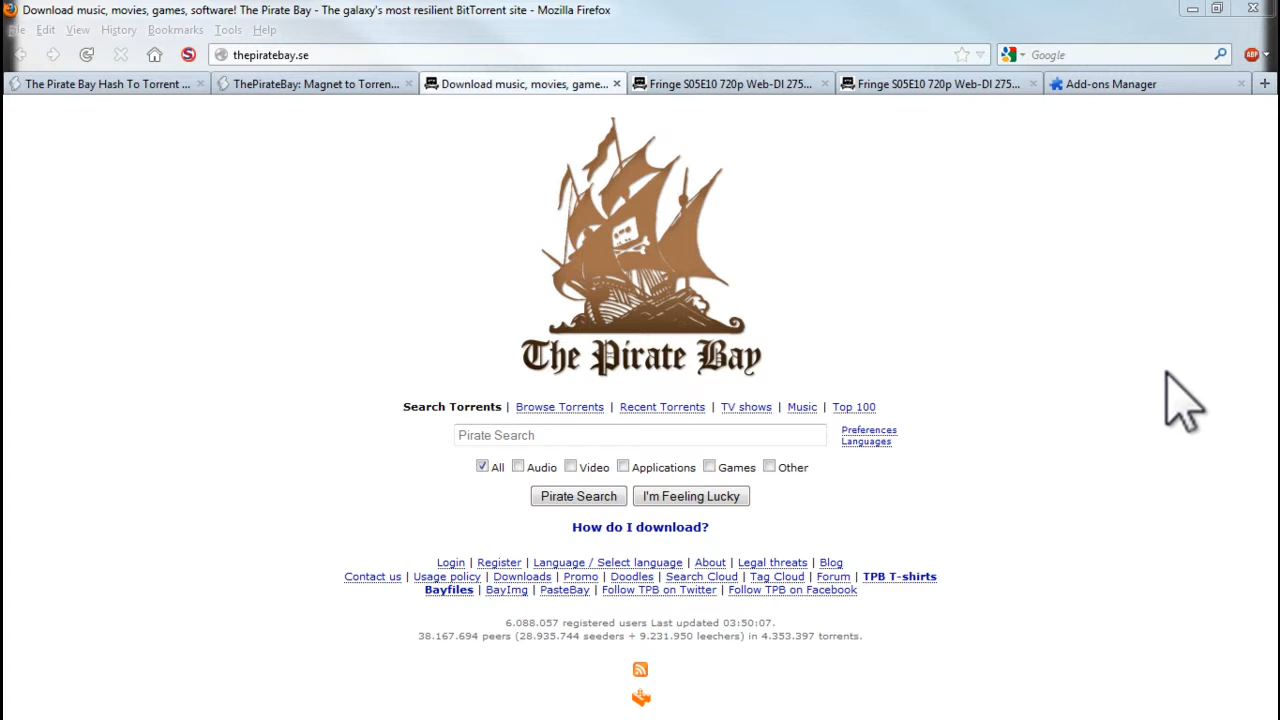 Download music, movies, games, software! The Pirate Bay - The galaxy's most resilient BitTorrent site - Mozilla Firefox
File Edit View History Bookmarks Tools Help
thepiratebay.se Google ABP
The Pirate Bay Hash To Torrent ... ThePirateBay: Magnet to Torren... Download music, movies, game... Fringe S05E10 720p Web-Dl 275... Fringe S05E10 720p Web-Dl 275... Add-ons Manager
The Pirate Bay
Search Torrents | Browse Torrents | Recent Torrents | TV shows | Music | Top 100
Pirate Search Preferences
Languages
All Audio Video Applications Games Other
Pirate Search I'm Feeling Lucky
How do I download?
Login | Register | Language / Select language | About | Legal threats | Blog
Contact us | Usage policy | Downloads | Promo | Doodles | Search Cloud | Tag Cloud | Forum | TPB T-shirts
Bayfiles | BayImg | PasteBay | Follow TPB on Twitter | Follow TPB on Facebook
6.088.057 registered users Last updated 03:50:07.
38.167.694 peers (28.935.744 seeders + 9.231.950 leechers) in 4.353.397 torrents.